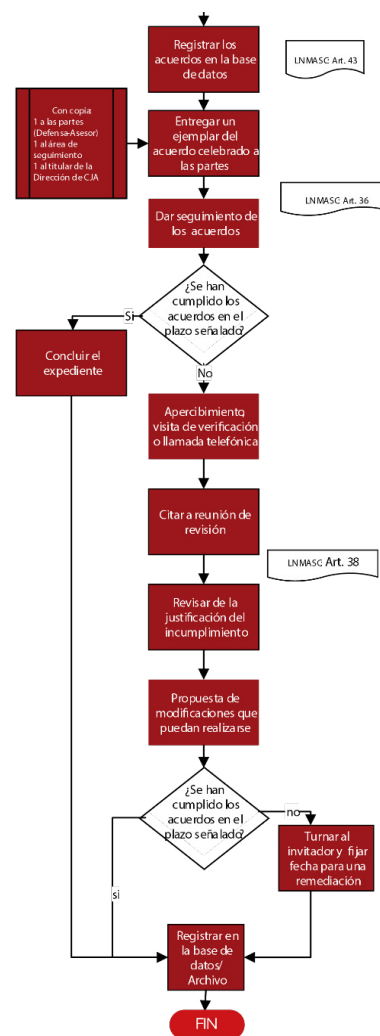 Registrar los
acuerdos en la base
de datos
LNMASC Art. 43
Con copia:
1 a las partes
(Defensa-Asesor)
1 al área de
seguimiento
1 al titular de la
Dirección de CJA
Entregar un
ejemplar del
acuerdo celebrado a
las partes
LNMASC Art. 36
Dar seguimiento de
los acuerdos
¿Se han
cumplido los
acuerdos en el
plazo señalado?
Si
Concluir el
expediente
No
Apercibimiento,
visita de verificación
o llamada telefónica
Citar a reunión de
revisión
LNMASC Art. 38
Revisar de la
justificación del
incumplimiento
Propuesta de
modificaciones que
puedan realizarse
¿Se han
cumplido los
acuerdos en el
plazo señalado?
no
Turnar al
invitador y fijar
fecha para una
remediación
si
Registrar en
la base de
datos/
Archivo
FIN